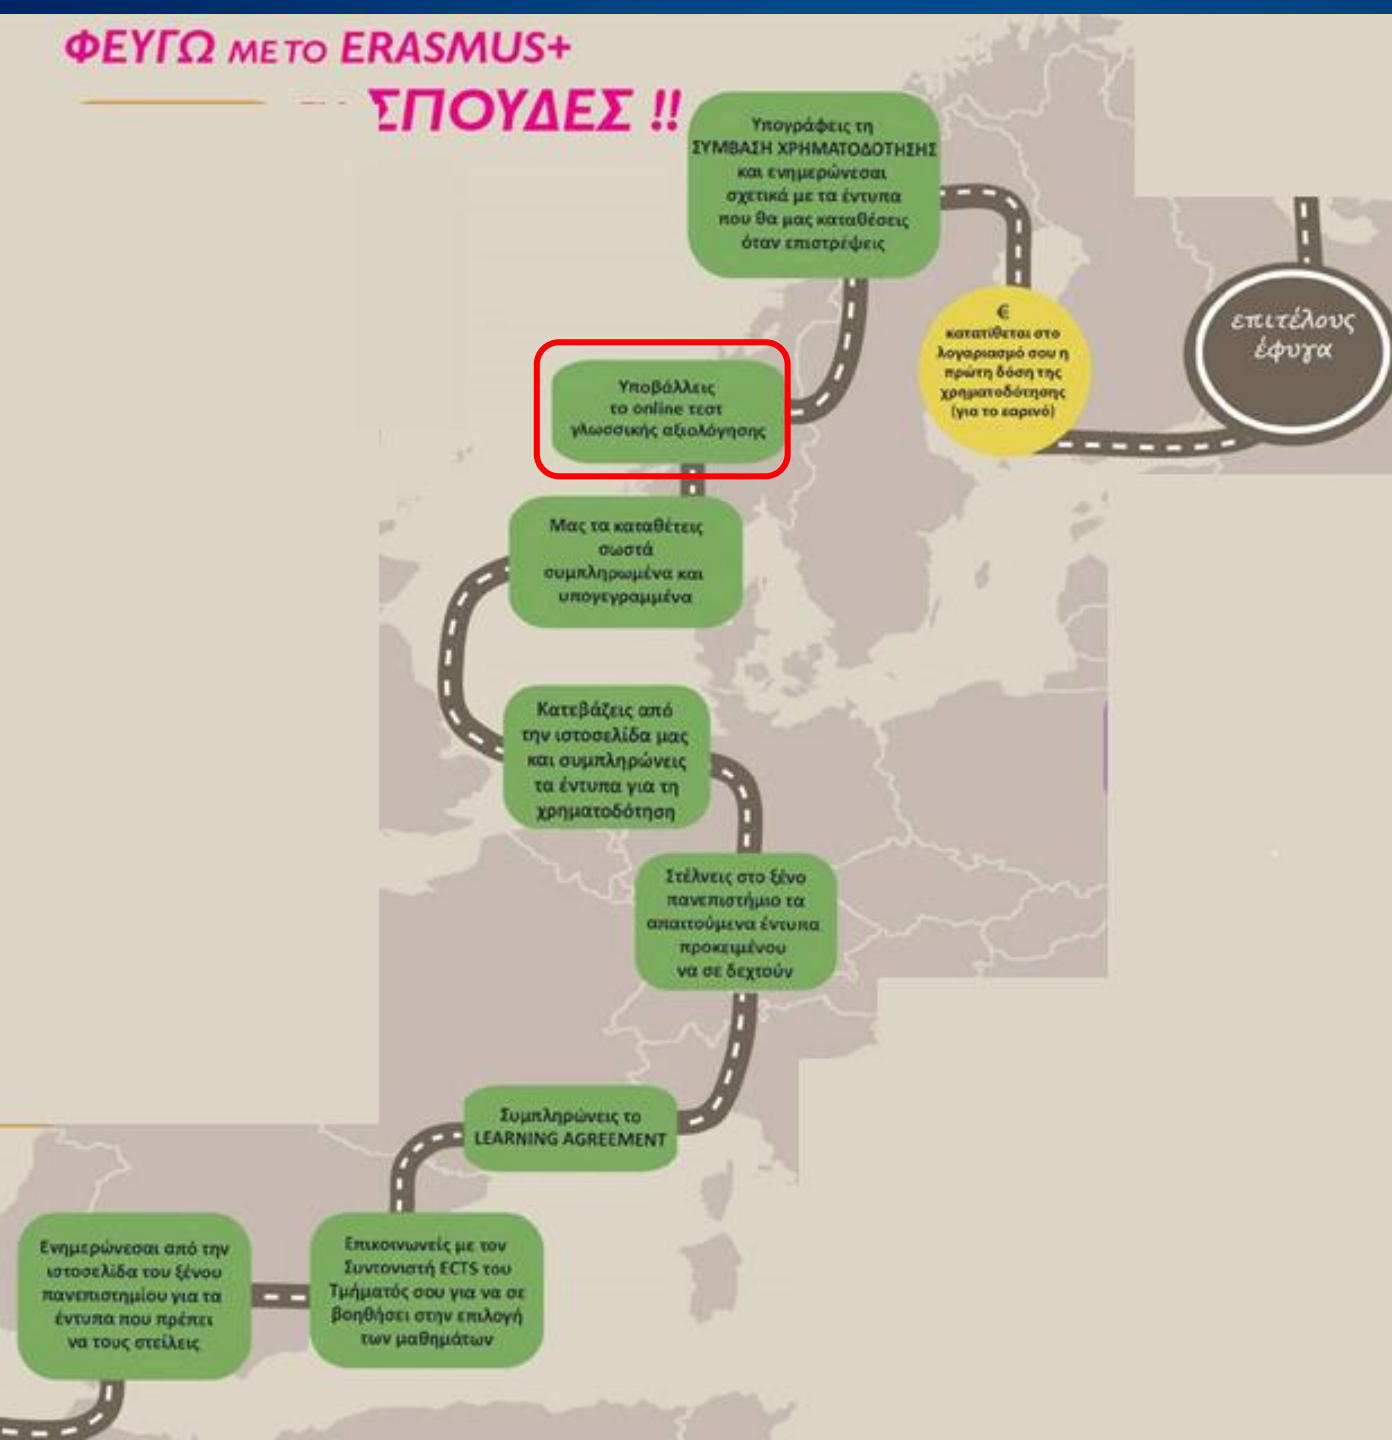 ΦΕΥΓΩ ΜΕ ΤΟ ERASMUS+
ΣΠΟΥΔΕΣ !!
Υπογράφεις τη
ΣΥΜΒΑΣΗ ΧΡΗΜΑΤΟΔΟΤΗΣΗΣ
και ενημερώνεσαι
σχετικά με τα έντυπα
που θα μας καταθέσεις
όταν επιστρέψεις
€
κατατίθεται στο
λογαριασμό σου η
πρώτη δόση της
χρηματοδότησης
(για το εαρινό)
επιτέλους
έφυγα
Υποβάλλεις
το online τεστ
γλωσσικής αξιολόγησης
Μας τα καταθέτεις
σωστά
συμπληρωμένα και
υπογεγραμμένα
Κατεβάζεις από
την ιστοσελίδα μας
και συμπληρώνεις
τα έντυπα για τη
χρηματοδότηση
Στέλνεις στο ξένο
πανεπιστήμιο τα
απαιτούμενα έντυπα
προκειμένου
να σε δεχτούν
Συμπληρώνεις το
LEARNING AGREEMENT
Επικοινωνείς με τον
Συντονιστή ECTS του
Τμήματός σου για να σε
βοηθήσει στην επιλογή
των μαθημάτων
Ενημερώνεσαι από την
ιστοσελίδα του ξένου
πανεπιστημίου για τα
έντυπα που πρέπει
να τους στείλεις